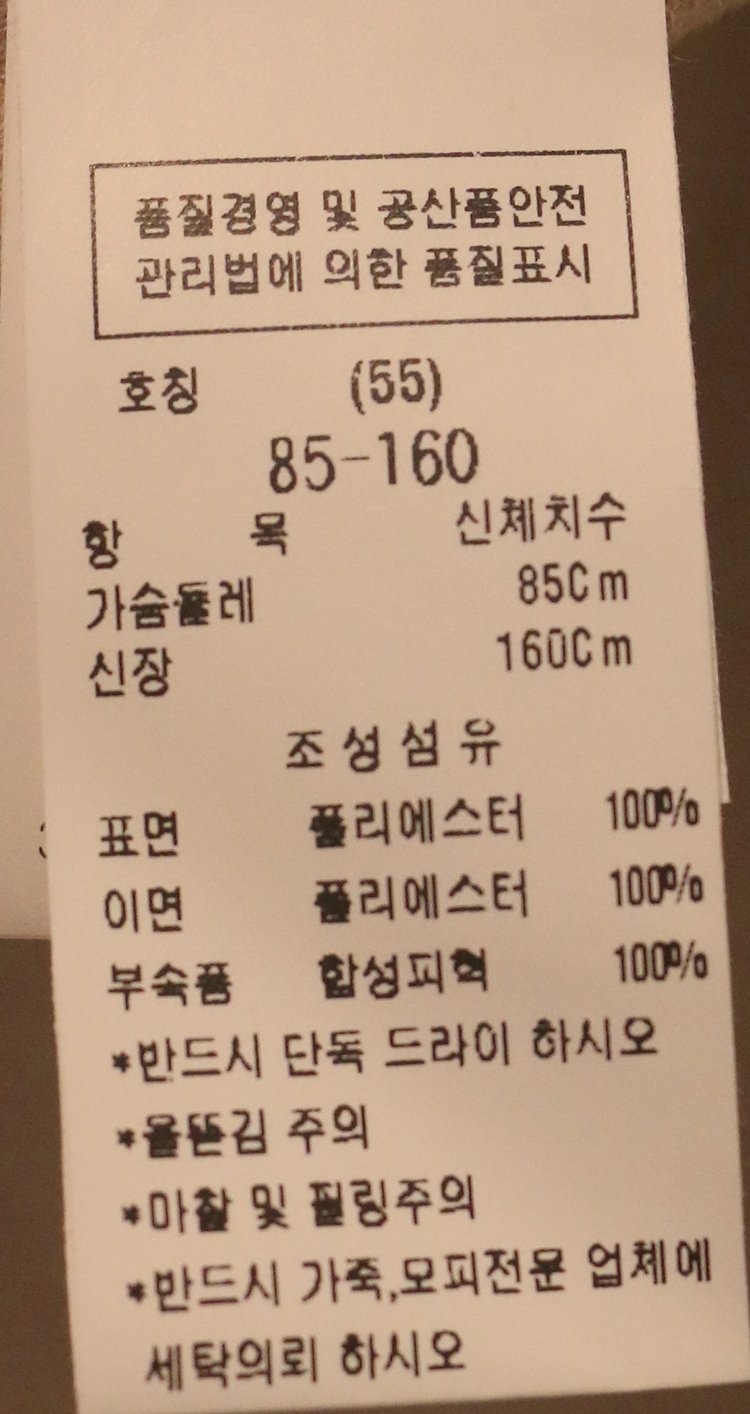 품질경영 및 공산품안전
관리법에 의한 품질표시
호칭 (55)
85-160
항 목 신체치수
가슴둘레 85Cm
신장 160Cm
조성섬유
표면 폴리에스터 100%
이면 폴리에스터 100%
부속품 합성피혁 100%
*반드시 단독 드라이 하시오
*올뜯김 주의
*마찰 및 필링주의
*반드시 가죽,모피전문 업체에
세탁의뢰 하시오